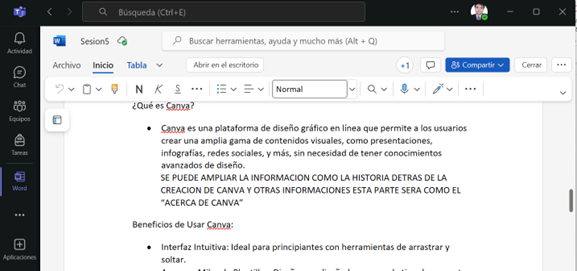 Búsqueda (Ctrl+E)
Actividad
Chat
Equipos
Tareas
Word
Aplicaciones
Sesion5
Buscar herramientas, ayuda y mucho más (Alt + Q)
Archivo Inicio Tabla Abrir en el escritorio +1 Compartir Cerrar
N K S Normal
¿Qué es Canva?
• Canva es una plataforma de diseño gráfico en línea que permite a los usuarios
crear una amplia gama de contenidos visuales, como presentaciones,
infografías, redes sociales, y más, sin necesidad de tener conocimientos
avanzados de diseño.
SE PUEDE AMPLIAR LA INFORMACION COMO LA HISTORIA DETRAS DE LA
CREACION DE CANVA Y OTRAS INFORMACIONES ESTA PARTE SERA COMO EL
“ACERCA DE CANVA”
Beneficios de Usar Canva:
• Interfaz Intuitiva: Ideal para principiantes con herramientas de arrastrar y
soltar.